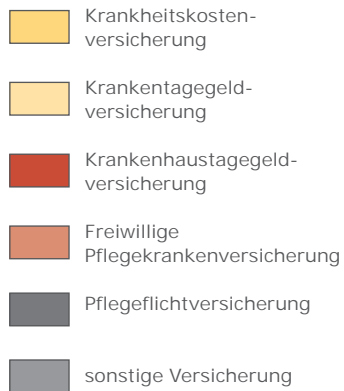 Krankheitskosten-
versicherung
Krankentagegeld-
versicherung
Krankenhaustagegeld-
versicherung
Freiwillige
Pflegekrankenversicherung
Pflegeflichtversicherung
sonstige Versicherung